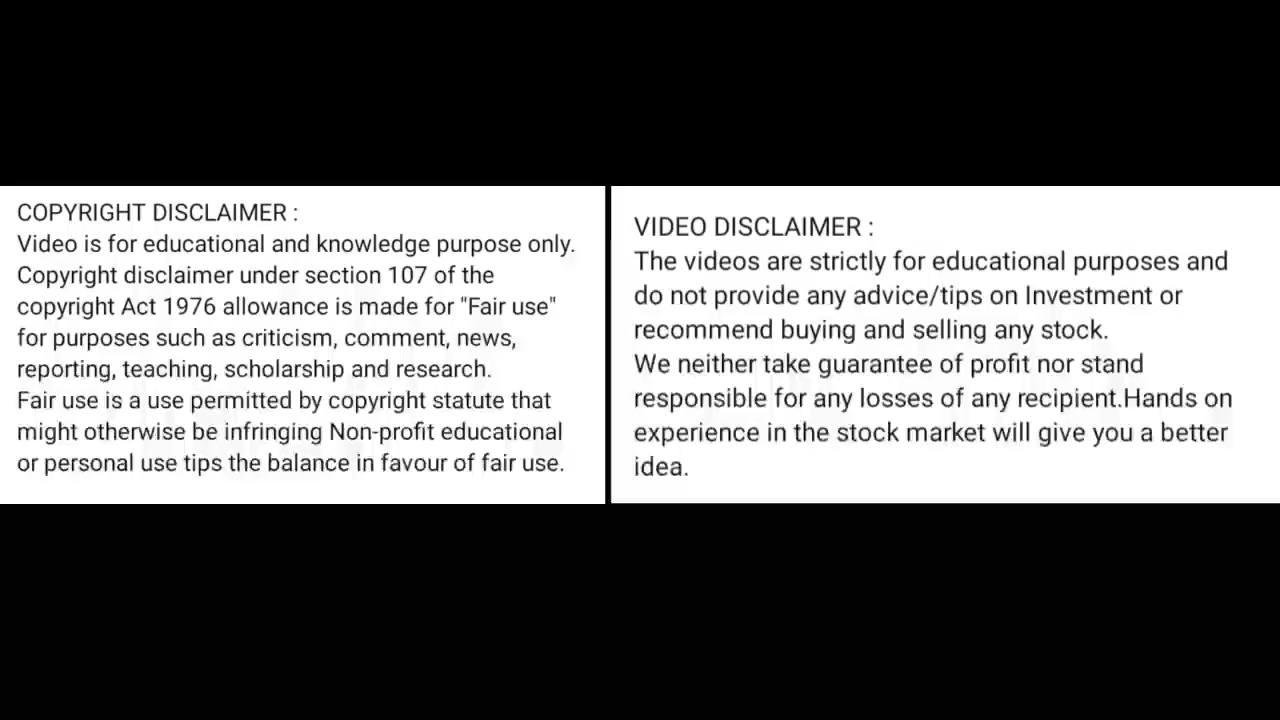 COPYRIGHT DISCLAIMER :
Video is for educational and knowledge purpose only.
Copyright disclaimer under section 107 of the
copyright Act 1976 allowance is made for "Fair use"
for purposes such as criticism, comment, news,
reporting, teaching, scholarship and research.
Fair use is a use permitted by copyright statute that
might otherwise be infringing Non-profit educational
or personal use tips the balance in favour of fair use.
VIDEO DISCLAIMER :
The videos are strictly for educational purposes and
do not provide any advice/tips on Investment or
recommend buying and selling any stock.
We neither take guarantee of profit nor stand
responsible for any losses of any recipient.Hands on
experience in the stock market will give you a better
idea.